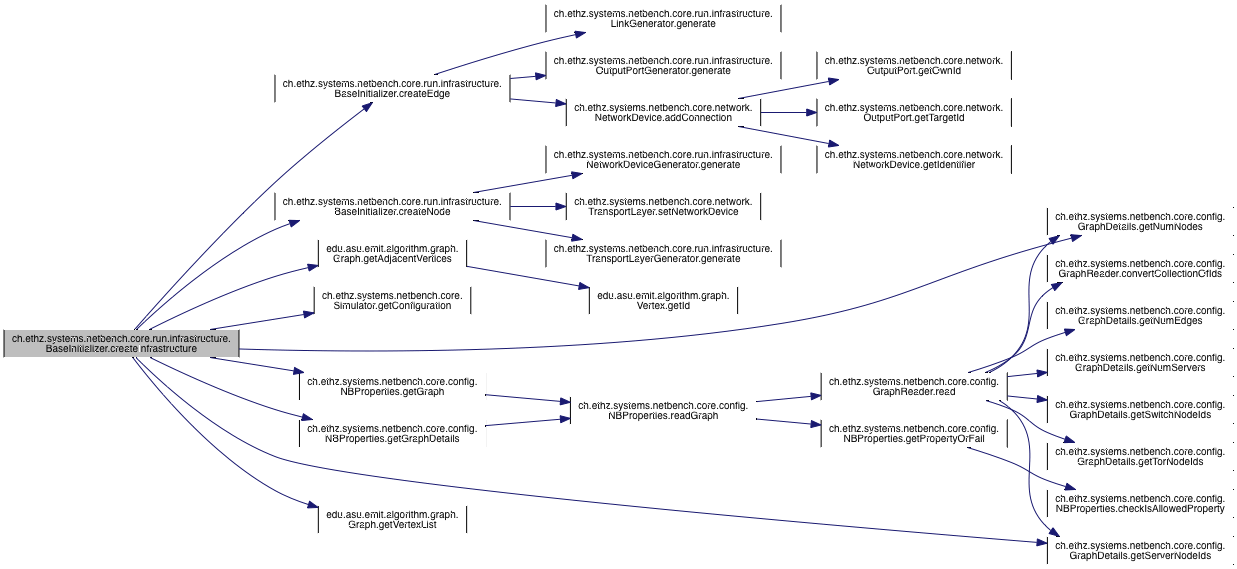 ch.ethz.systems.netbench.core.run.infrastructure.
LinkGenerator.generate
ch.ethz.systems.netbench.core.run.infrastructure.
OutputPortGenerator.generate
ch.ethz.systems.netbench.core.network.
OutputPort.getOwnId
ch.ethz.systems.netbench.core.run.infrastructure.
BaseInitializer.createEdge
ch.ethz.systems.netbench.core.network.
NetworkDevice.addConnection
ch.ethz.systems.netbench.core.network.
OutputPort.getTargetId
ch.ethz.systems.netbench.core.run.infrastructure.
NetworkDeviceGenerator.generate
ch.ethz.systems.netbench.core.network.
NetworkDevice.getIdentifier
ch.ethz.systems.netbench.core.run.infrastructure.
BaseInitializer.createNode
ch.ethz.systems.netbench.core.network.
TransportLayer.setNetworkDevice
ch.ethz.systems.netbench.core.config.
GraphDetails.getNumNodes
edu.asu.emit.algorithm.graph.
Graph.getAdjacentVertices
ch.ethz.systems.netbench.core.run.infrastructure.
TransportLayerGenerator.generate
ch.ethz.systems.netbench.core.config.
GraphReader.convertCollectionOfIds
ch.ethz.systems.netbench.core.
Simulator.getConfiguration
edu.asu.emit.algorithm.graph.
Vertex.getId
ch.ethz.systems.netbench.core.config.
GraphDetails.getNumEdges
ch.ethz.systems.netbench.core.run.infrastructure.
BaseInitializer.createInfrastructure
ch.ethz.systems.netbench.core.config.
GraphDetails.getNumServers
ch.ethz.systems.netbench.core.config.
NBProperties.getGraph
ch.ethz.systems.netbench.core.config.
GraphReader.read
ch.ethz.systems.netbench.core.config.
NBProperties.readGraph
ch.ethz.systems.netbench.core.config.
GraphDetails.getSwitchNodeIds
ch.ethz.systems.netbench.core.config.
NBProperties.getGraphDetails
ch.ethz.systems.netbench.core.config.
NBProperties.getPropertyOrFail
ch.ethz.systems.netbench.core.config.
GraphDetails.getTorNodeIds
ch.ethz.systems.netbench.core.config.
NBProperties.checkIsAllowedProperty
edu.asu.emit.algorithm.graph.
Graph.getVertexList
ch.ethz.systems.netbench.core.config.
GraphDetails.getServerNodeIds